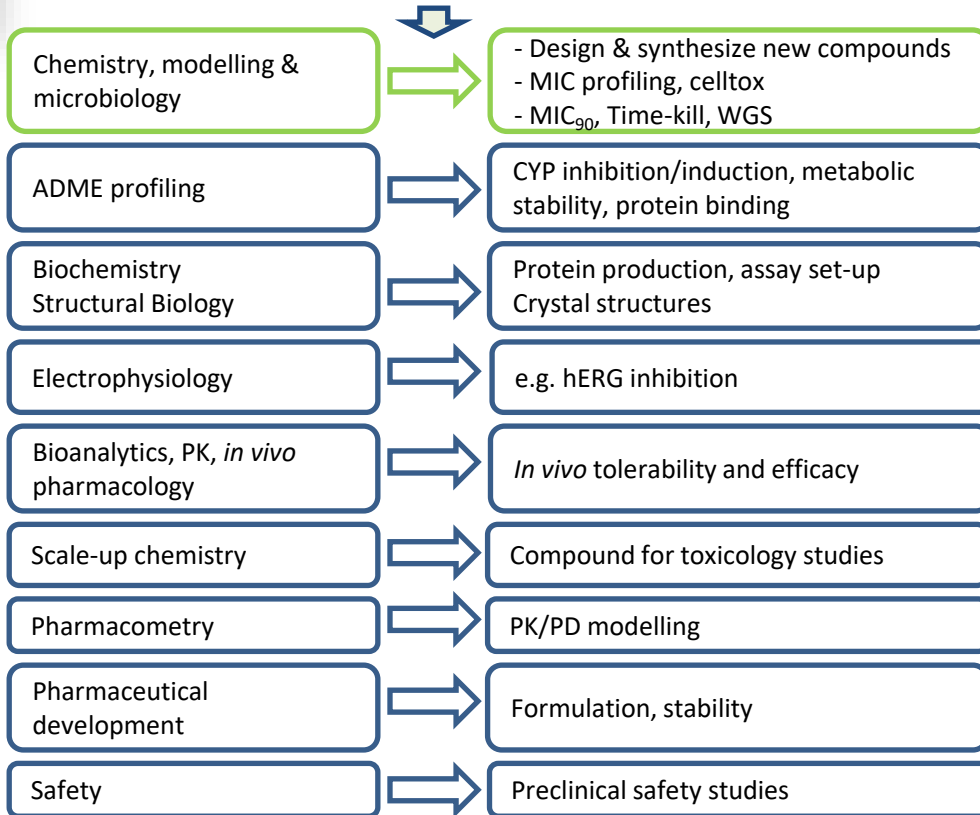 Chemistry, modelling &
microbiology
- Design & synthesize new compounds
- MIC profiling, celltox
- MIC₉₀, Time-kill, WGS
ADME profiling
CYP inhibition/induction, metabolic
stability, protein binding
Biochemistry
Structural Biology
Protein production, assay set-up
Crystal structures
Electrophysiology
e.g. hERG inhibition
Bioanalytics, PK, in vivo
pharmacology
In vivo tolerability and efficacy
Scale-up chemistry
Compound for toxicology studies
Pharmacometry
PK/PD modelling
Pharmaceutical
development
Formulation, stability
Safety
Preclinical safety studies